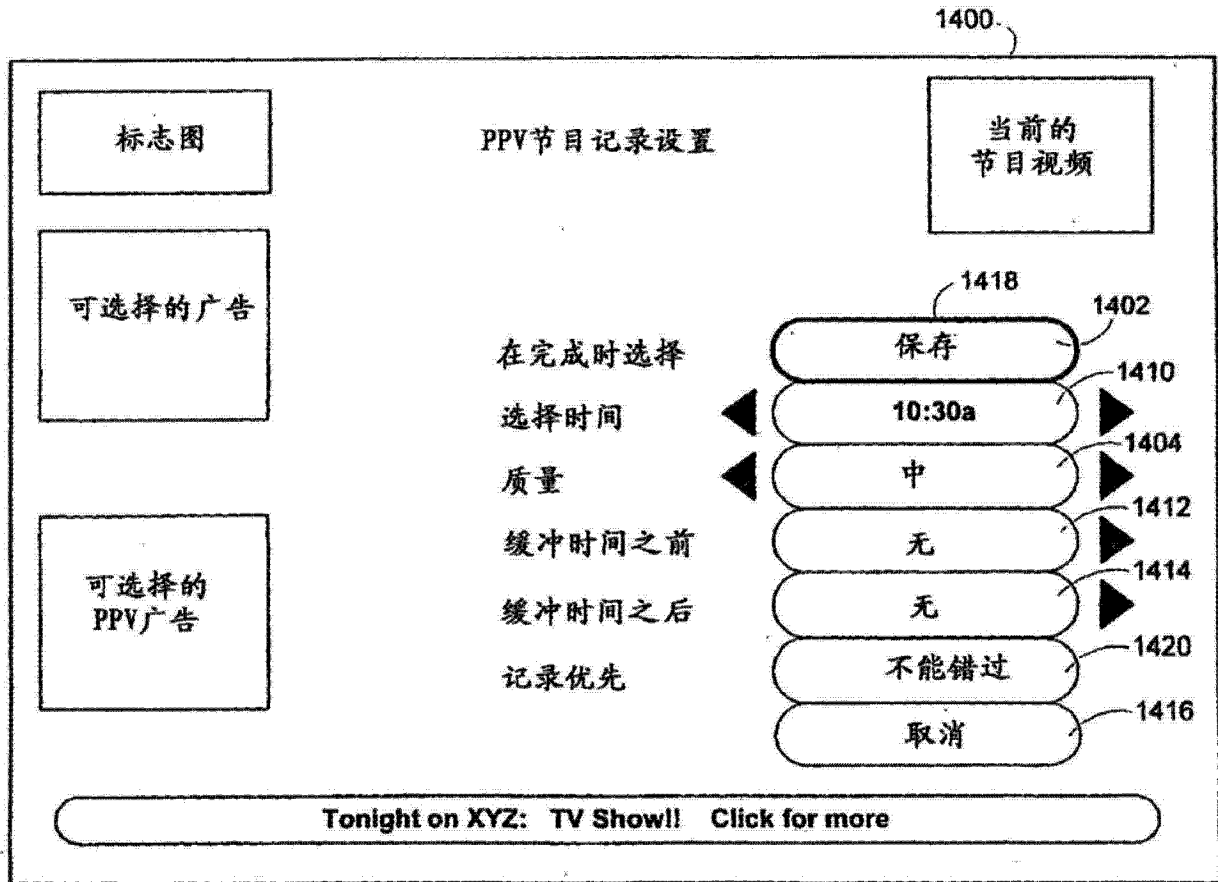 1400
标志图
PPV节目记录设置
当前的
节目视频
可选择的广告
1418
1402
在完成时选择
保存
1410
选择时间
10:30a
1404
质量
中
1412
缓冲时间之前
无
1414
可选择的
PPV广告
缓冲时间之后
无
1420
记录优先
不能错过
1416
取消
Tonight on XYZ: TV Show!! Click for more